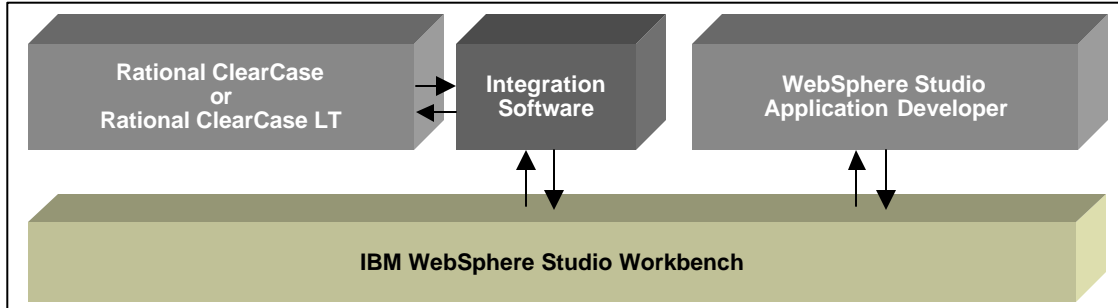 Rational ClearCase
or
Rational ClearCase LT
Integration
Software
WebSphere Studio
Application Developer
IBM WebSphere Studio Workbench